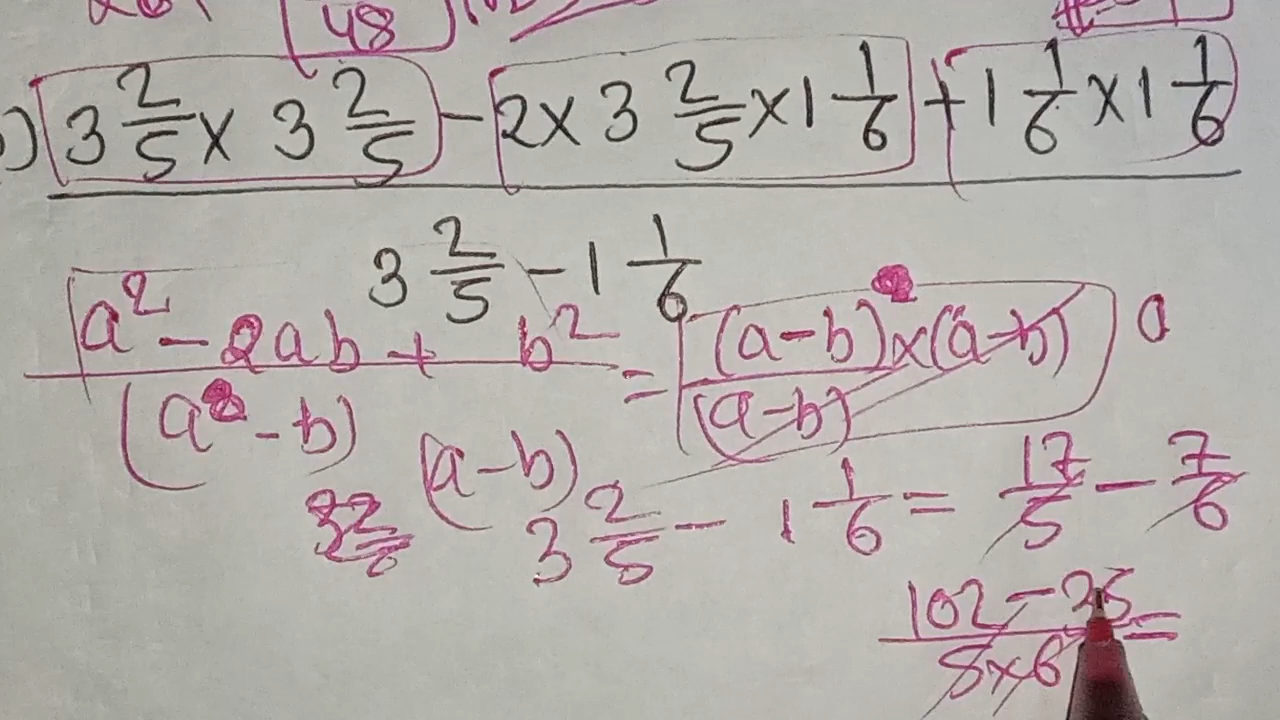 48
) 3 2/5 x 3 2/5 - 2 x 3 2/5 x 1 1/6 + 1 1/6 x 1 1/6
3 2/5 - 1 1/6
a² - 2ab + b² = (a-b) x (a-b) a
(a - b) (a-b)
(a-b)
3 2/5 - 1 1/6 = 17/5 - 7/6
102 - 35 =
5x6